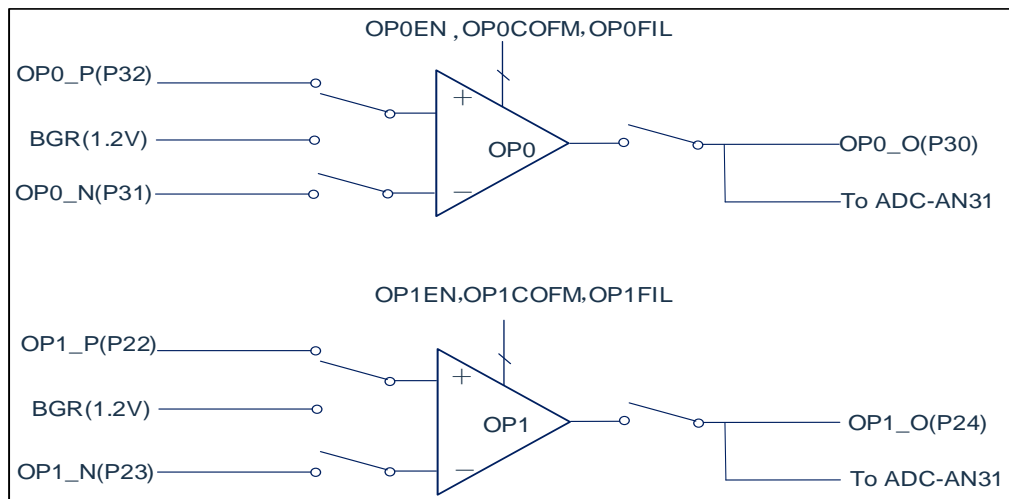 OP0EN ,OP0COFM,OP0FIL
OP0_P(P32)
+
BGR(1.2V)
OP0
OP0_O(P30)
OP0_N(P31)
−
To ADC-AN31
OP1EN,OP1COFM,OP1FIL
OP1_P(P22)
+
BGR(1.2V)
OP1
OP1_O(P24)
OP1_N(P23)
−
To ADC-AN31